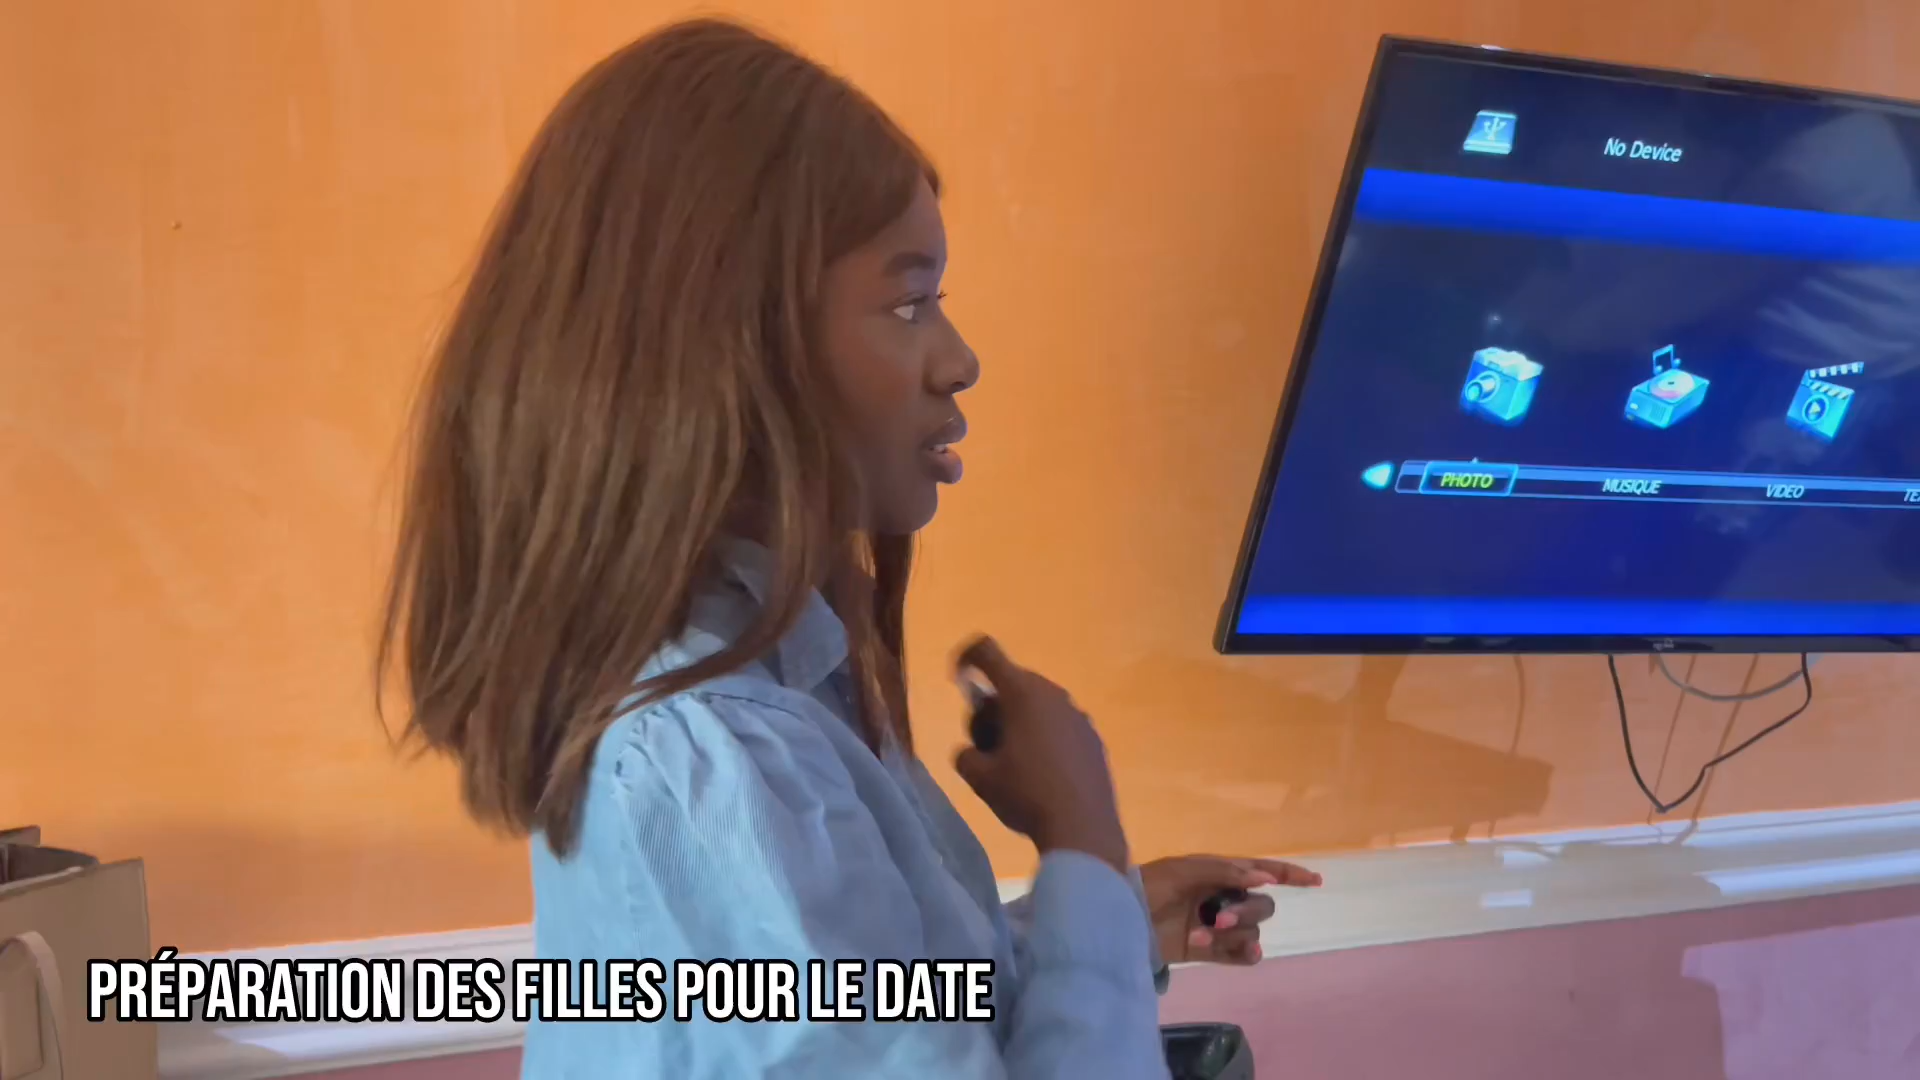 No Device
PHOTO
MUSIQUE
VIDEO
PRÉPARATION DES FILLES POUR LE DATE